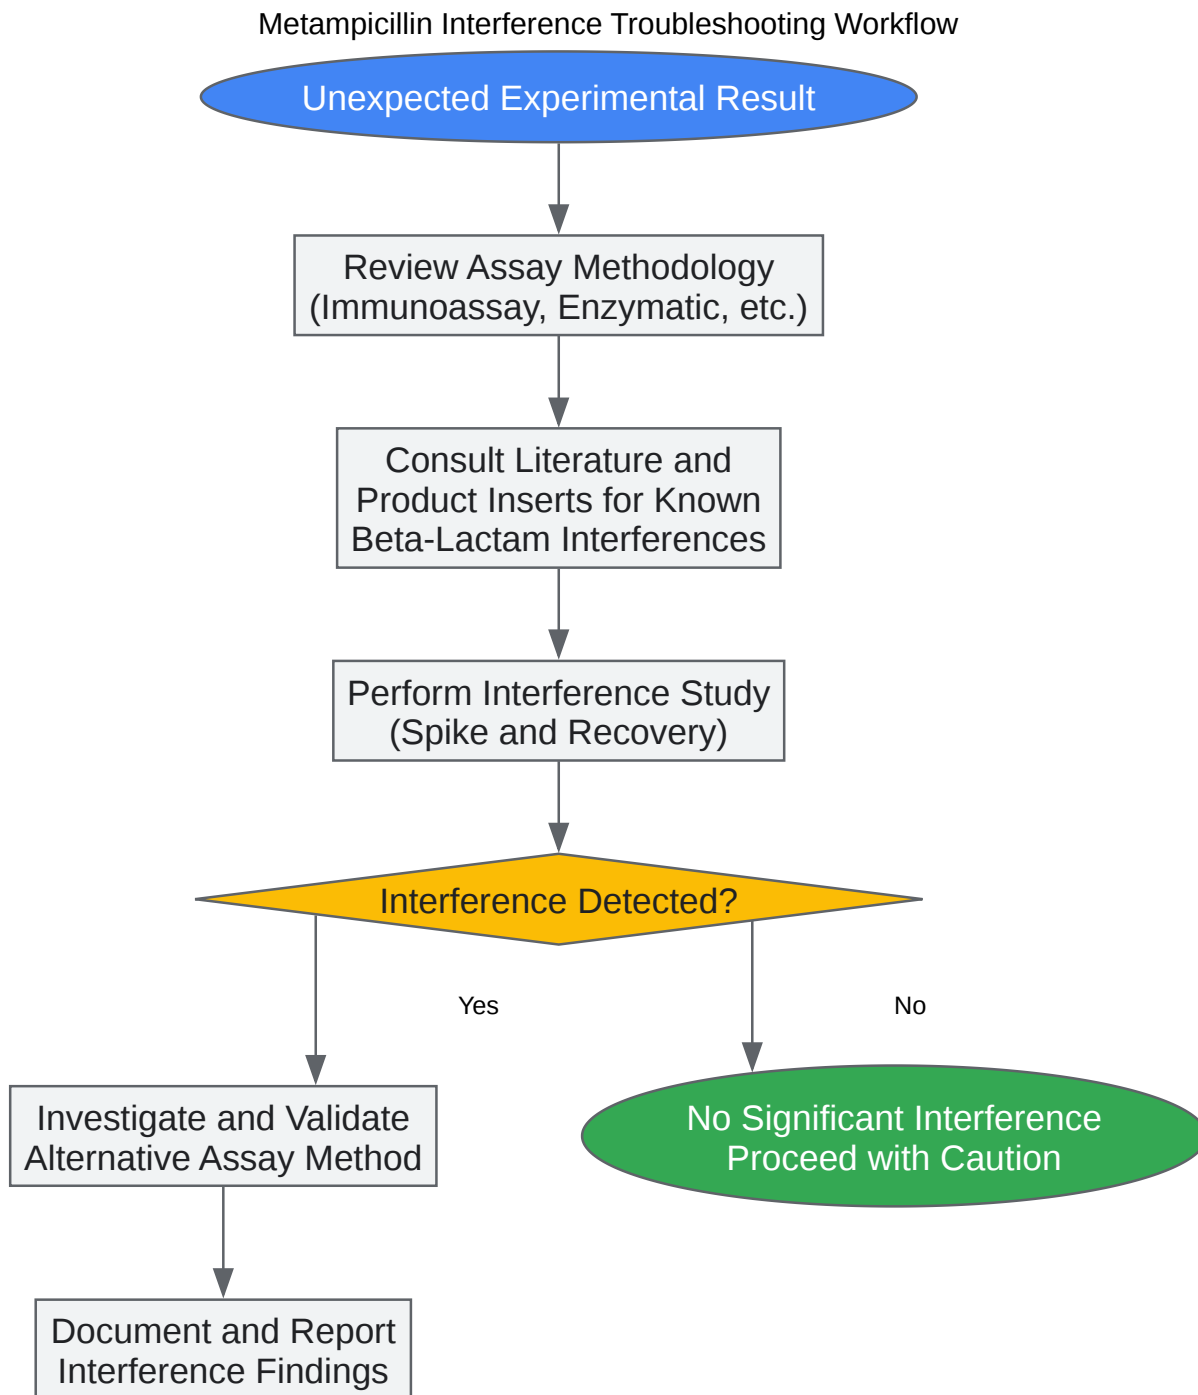 Metampicillin Interference Troubleshooting Workflow
Unexpected Experimental Result
Review Assay Methodology
(Immunoassay, Enzymatic, etc.)
Consult Literature and
Product Inserts for Known
Beta-Lactam Interferences
Perform Interference Study
(Spike and Recovery)
Interference Detected?
Yes
No
Investigate and Validate
Alternative Assay Method
No Significant Interference
Proceed with Caution
Document and Report
Interference Findings